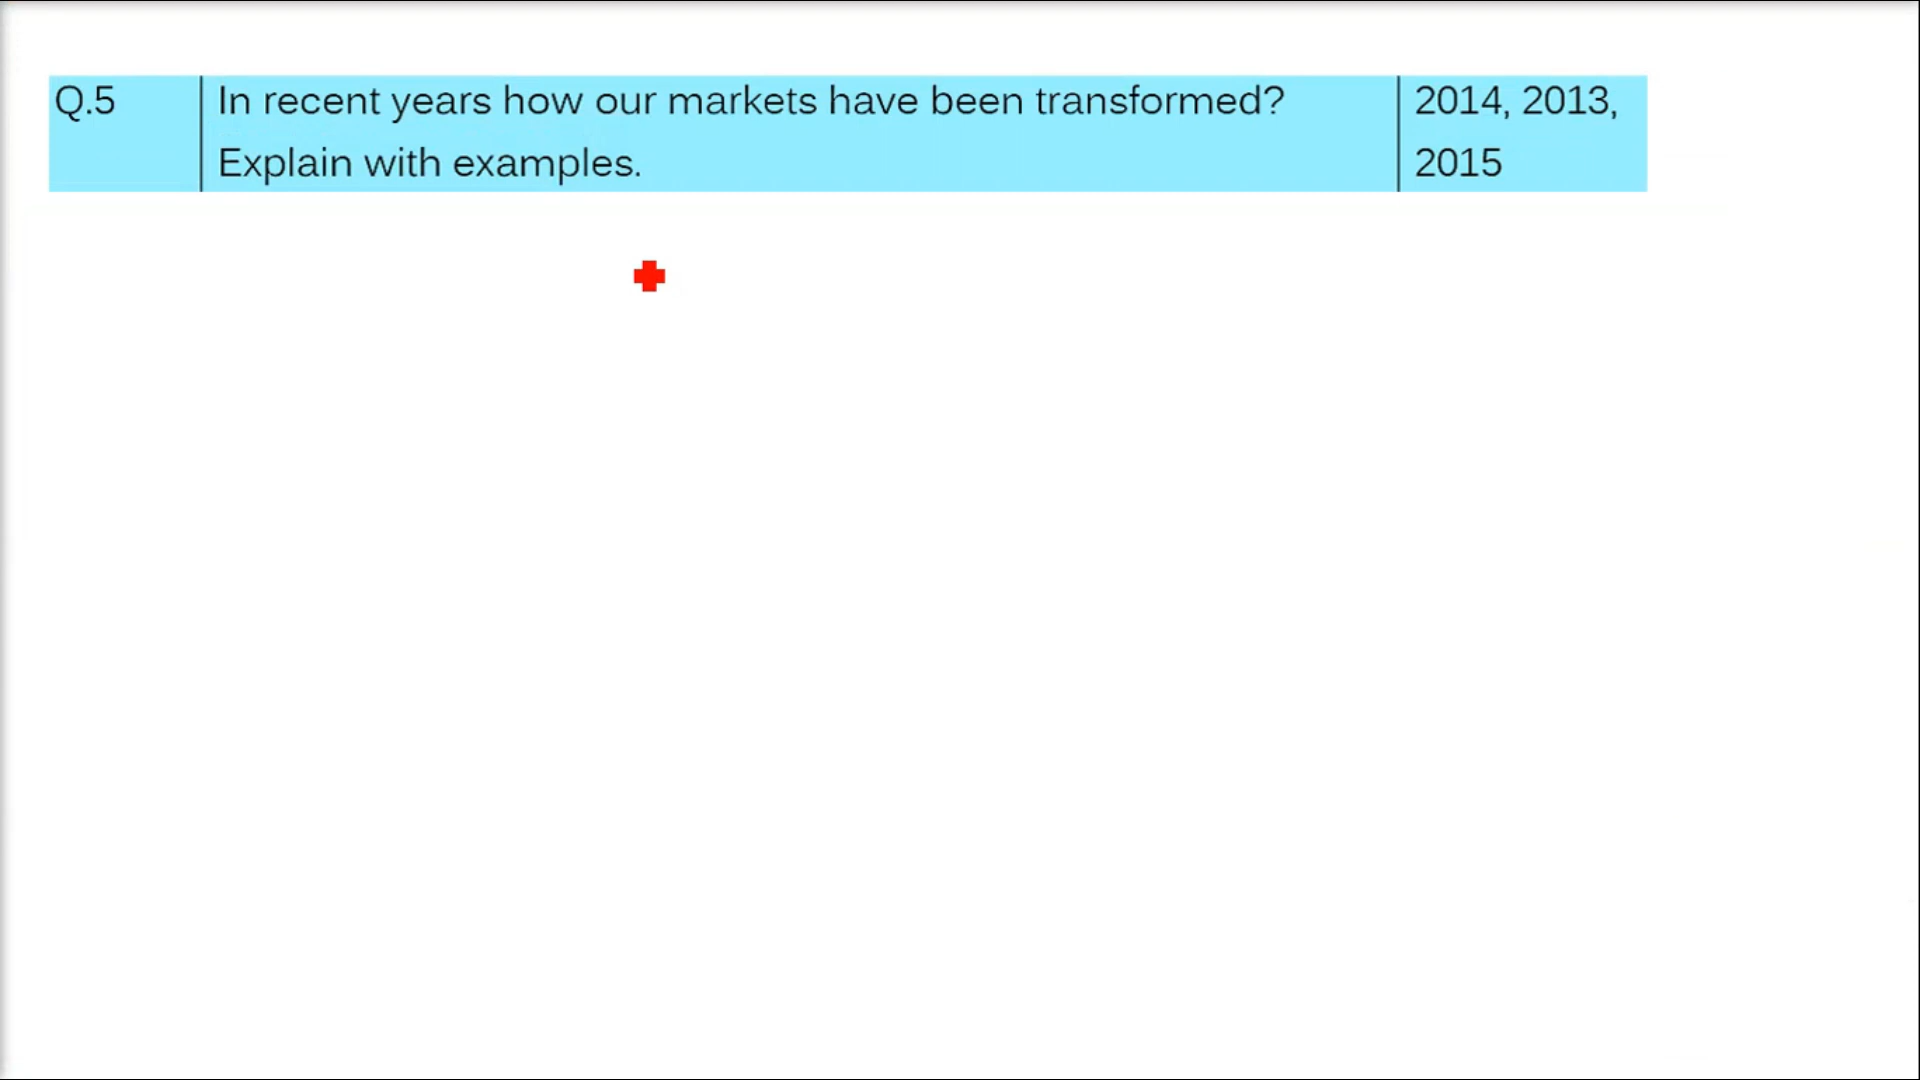 Q.5 In recent years how our markets have been transformed? 2014, 2013,
Explain with examples. 2015